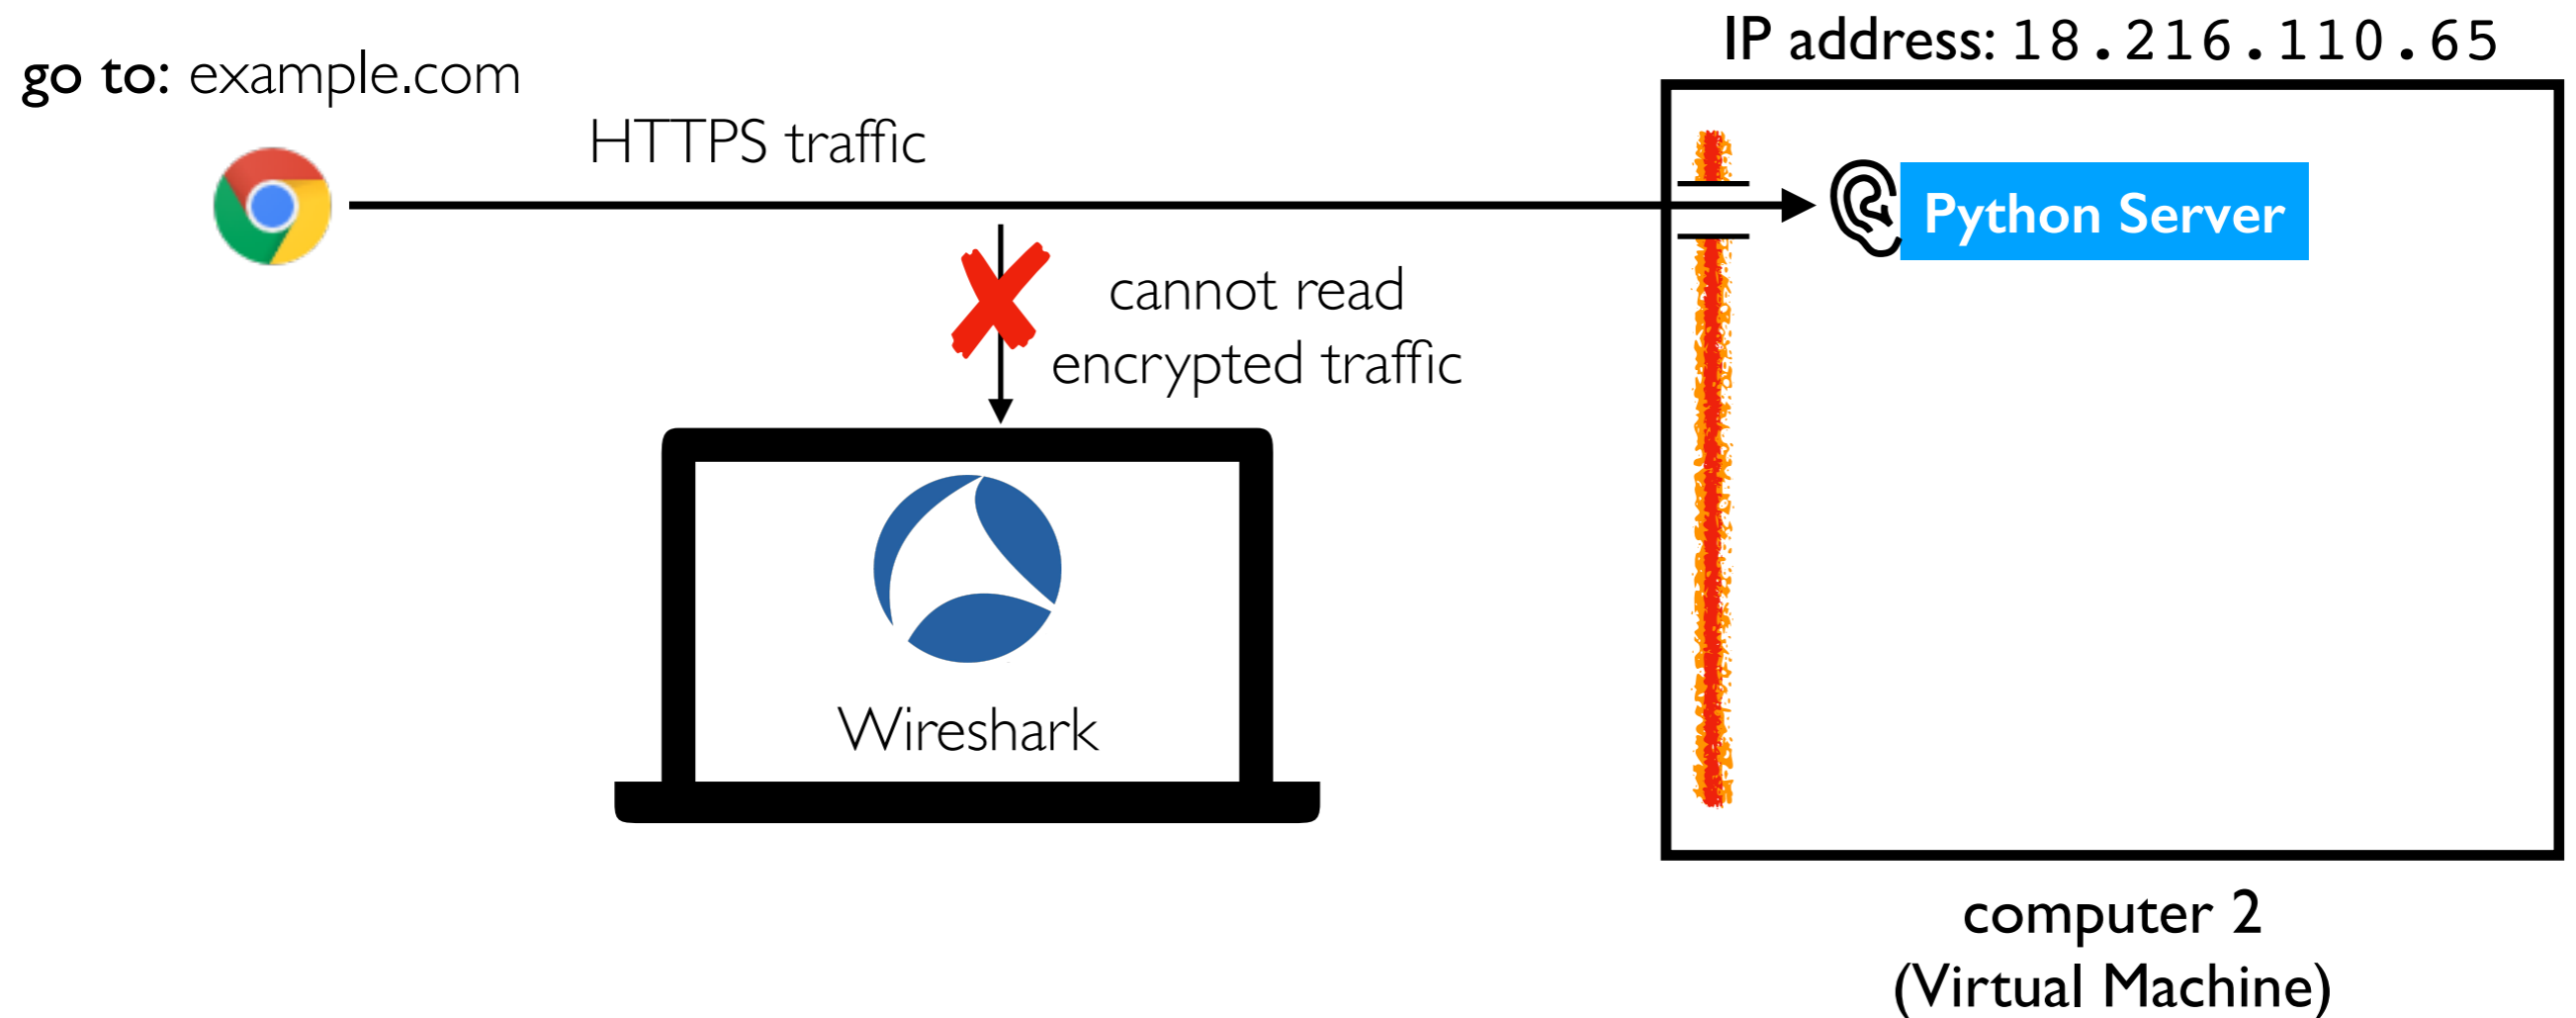 IP address: 18.216.110.65
go to: example.com
HTTPS traffic
Python Server
cannot read
encrypted traffic
Wireshark
computer 2
(Virtual Machine)